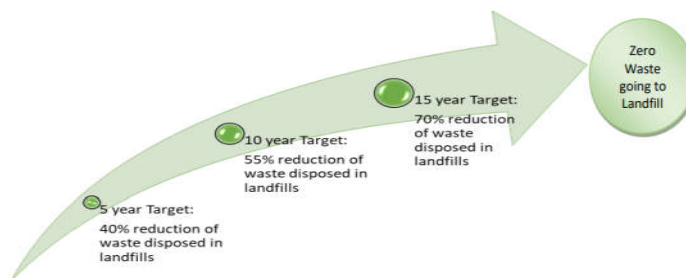 Zero
Waste
going to
Landfill
15 year Target:
70% reduction
of waste
disposed in
landfills
10 year Target:
55% reduction of
waste disposed in
landfills
5 year Target:
40% reduction of
waste disposed in
landfills